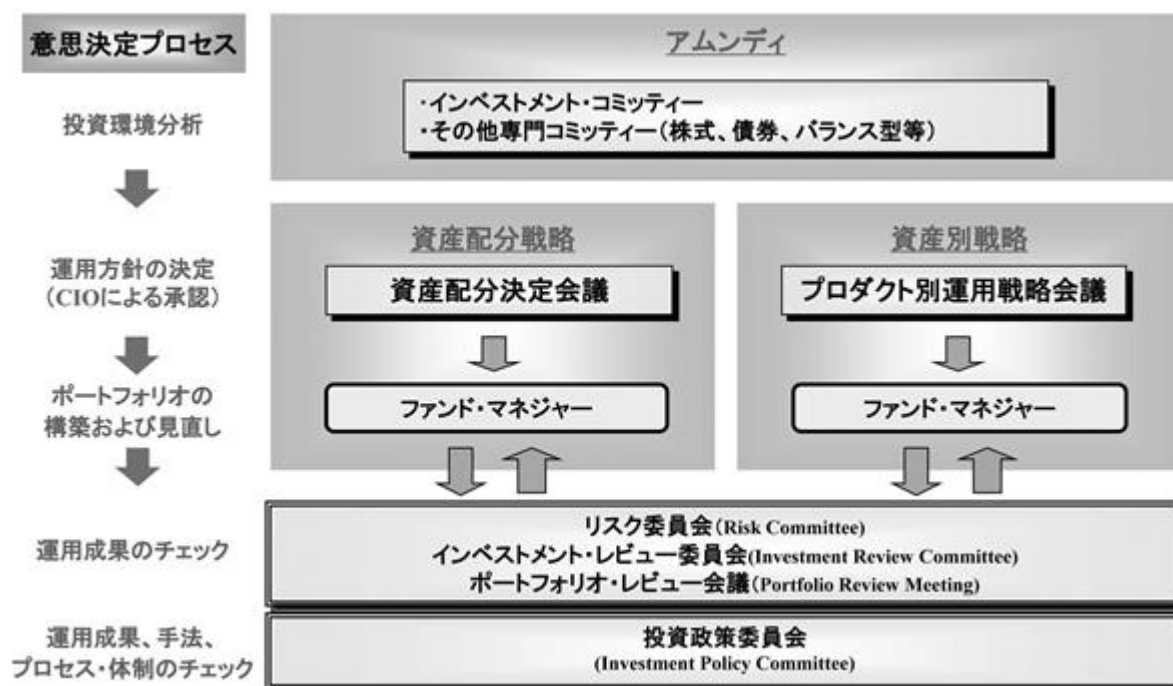 意思決定プロセス
アムンディ
・インベストメント・コミッティー
・その他専門コミッティー(株式、債券、バランス型等)
投資環境分析
資産配分戦略
資産別戦略
運用方針の決定
(CIOによる承認)
資産配分決定会議
プロダクト別運用戦略会議
ポートフォリオの
構築および見直し
ファンド・マネジャー
ファンド・マネジャー
運用成果のチェック
リスク委員会(Risk Committee)
インベストメント・レビュー委員会(Investment Review Committee)
ポートフォリオ・レビュー会議(Portfolio Review Meeting)
運用成果、手法、
プロセス・体制のチェック
投資政策委員会
(Investment Policy Committee)